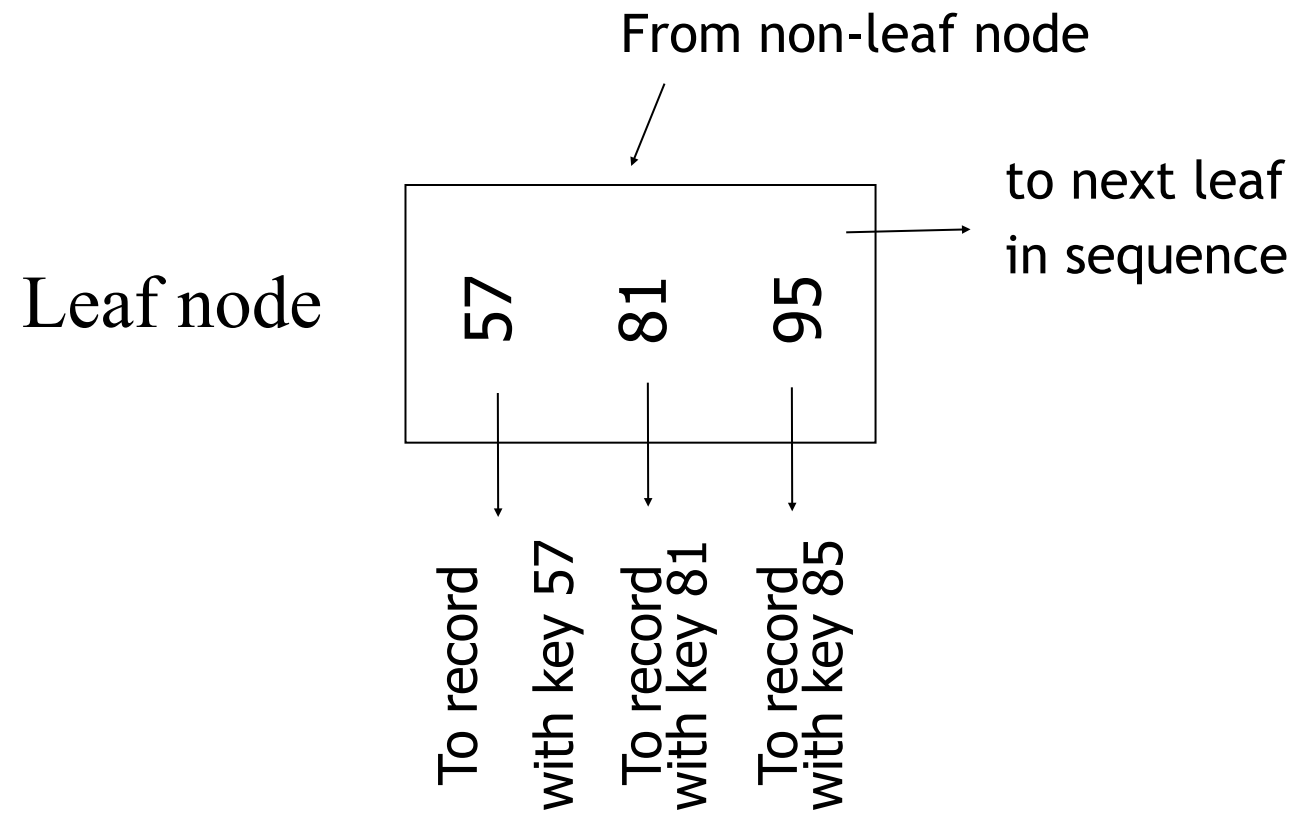 From non-leaf node
to next leaf
in sequence
Leaf node
57
81
95
To record
with key 57
To record
with key 81
To record
with key 85